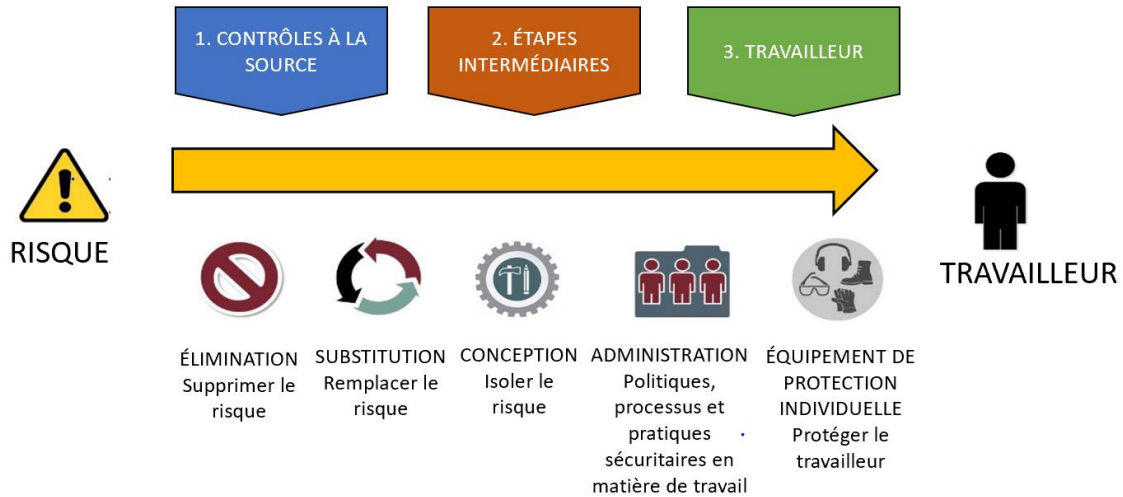 1. CONTRÔLES À LA
SOURCE
2. ÉTAPES
INTERMÉDIAIRES
3. TRAVAILLEUR
RISQUE
TRAVAILLEUR
ÉLIMINATION
Supprimer le
risque
SUBSTITUTION
Remplacer le
risque
CONCEPTION
Isoler le
risque
ADMINISTRATION
Politiques,
processus et
pratiques
sécuritaires en
matière de travail
ÉQUIPEMENT DE
PROTECTION
INDIVIDUELLE
Protéger le
travailleur